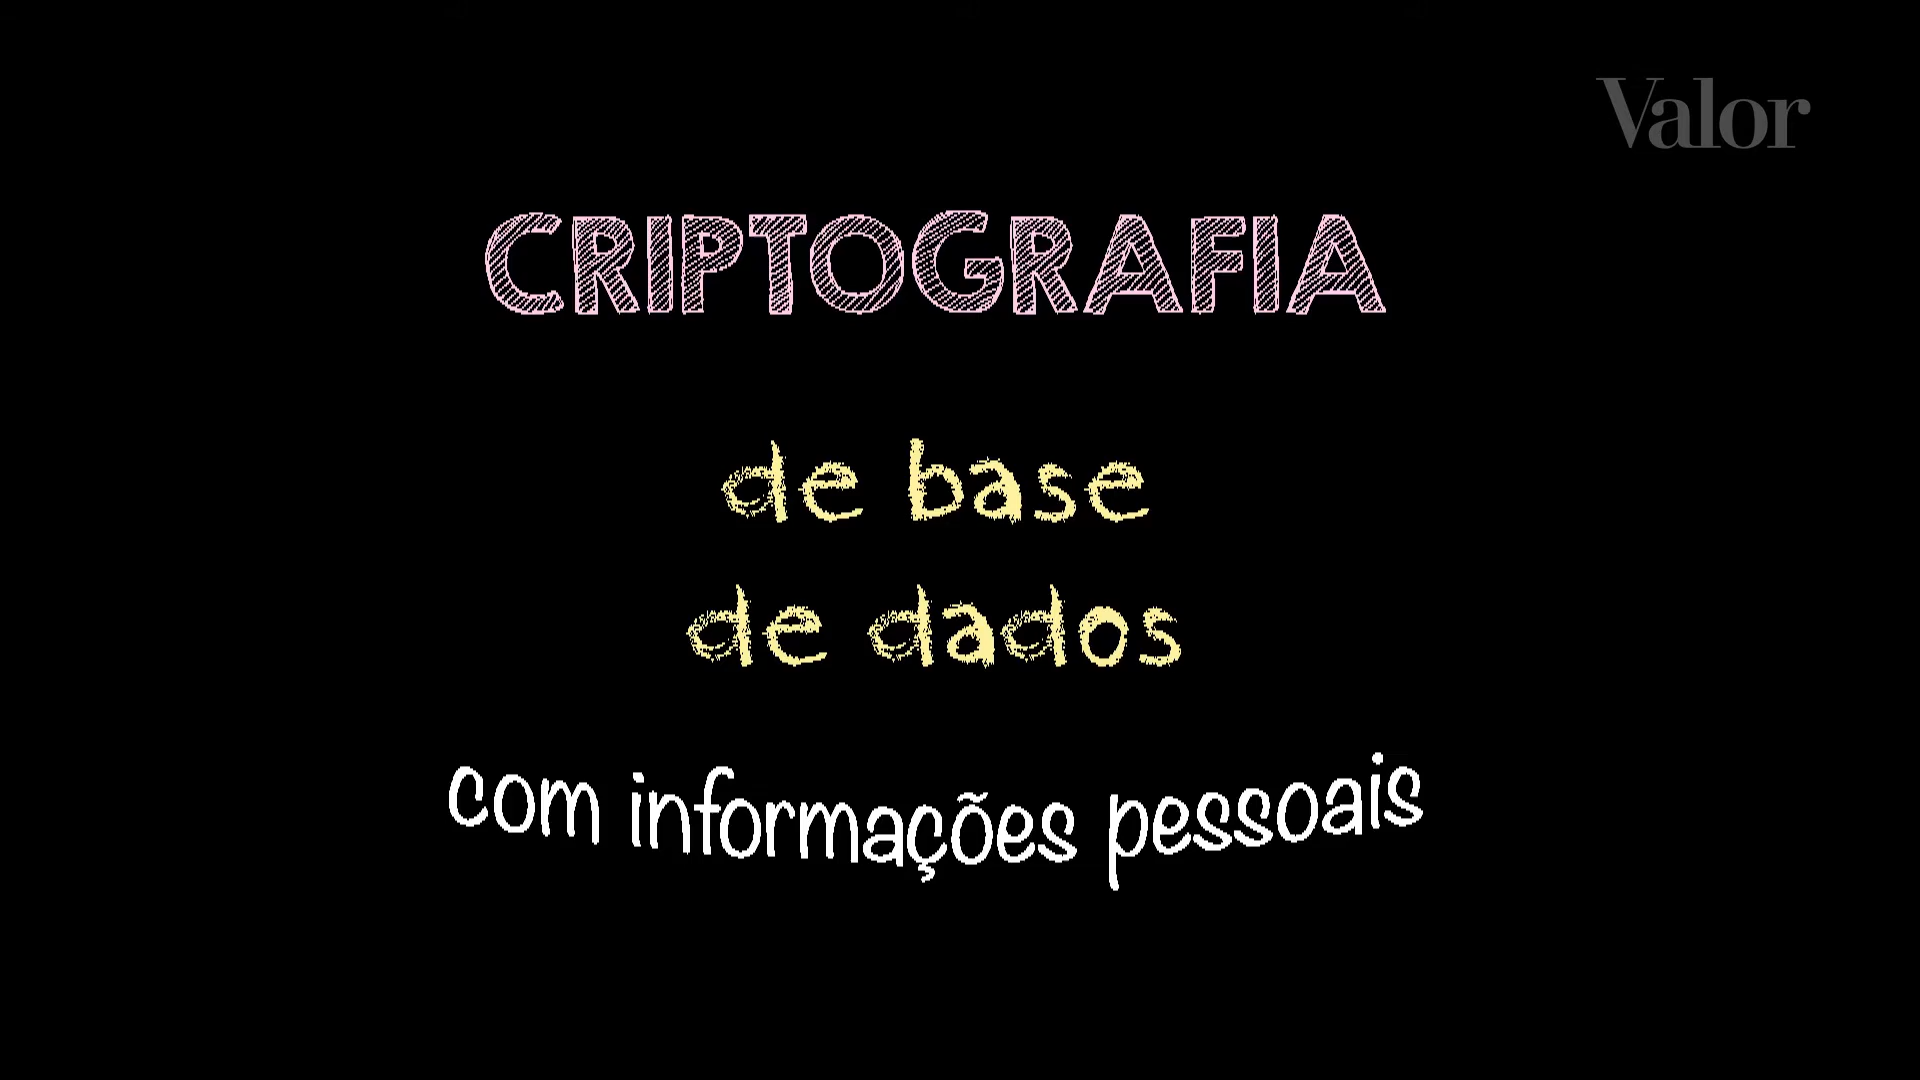 Valor
CRIPTOGRAFIA
de base
de dados
com informações pessoais